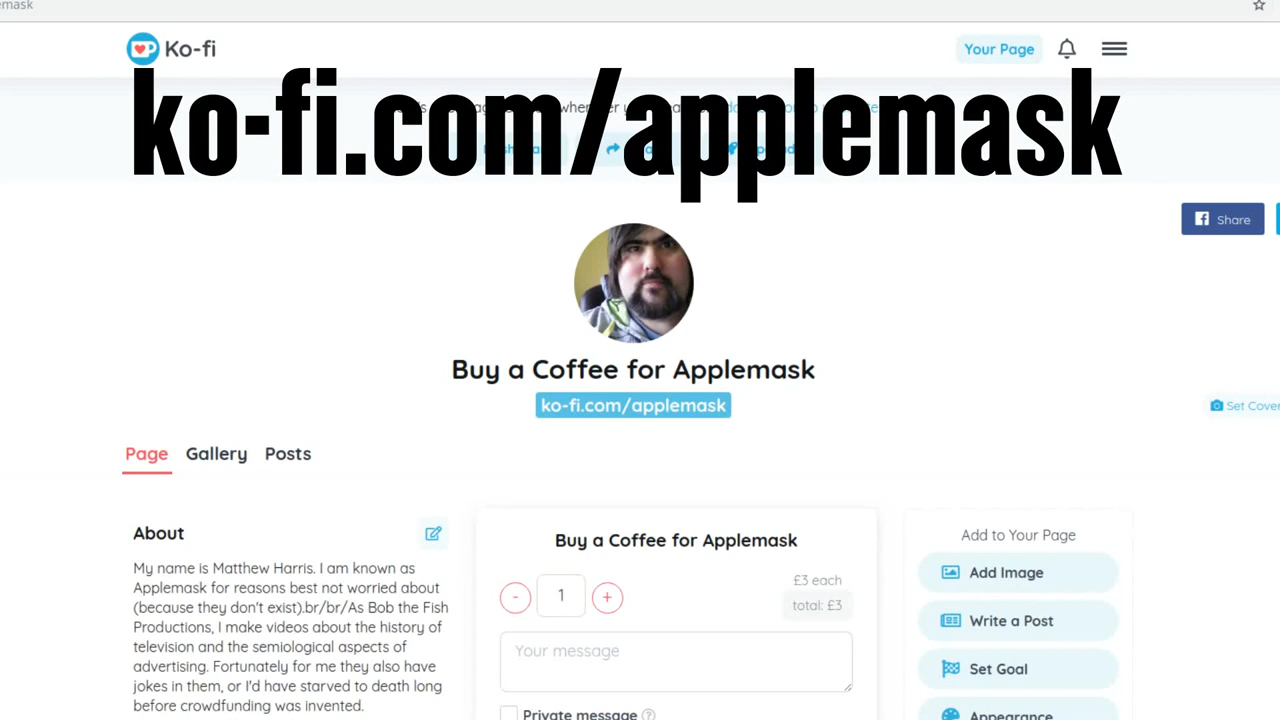 emask
Ko-fi
Your Page
ko-fi.com/applemask
Share
Buy a Coffee for Applemask
ko-fi.com/applemask
Set Cover
Page Gallery Posts
About
My name is Matthew Harris. I am known as
Applemask for reasons best not worried about
(because they don't exist).br/br/As Bob the Fish
Productions, I make videos about the history of
television and the semiological aspects of
advertising. Fortunately for me they also have
jokes in them, or I'd have starved to death long
before crowdfunding was invented.
Buy a Coffee for Applemask
- 1 +
£3 each
total: £3
Your message
Private message ?
Add to Your Page
Add Image
Write a Post
Set Goal
Appearance